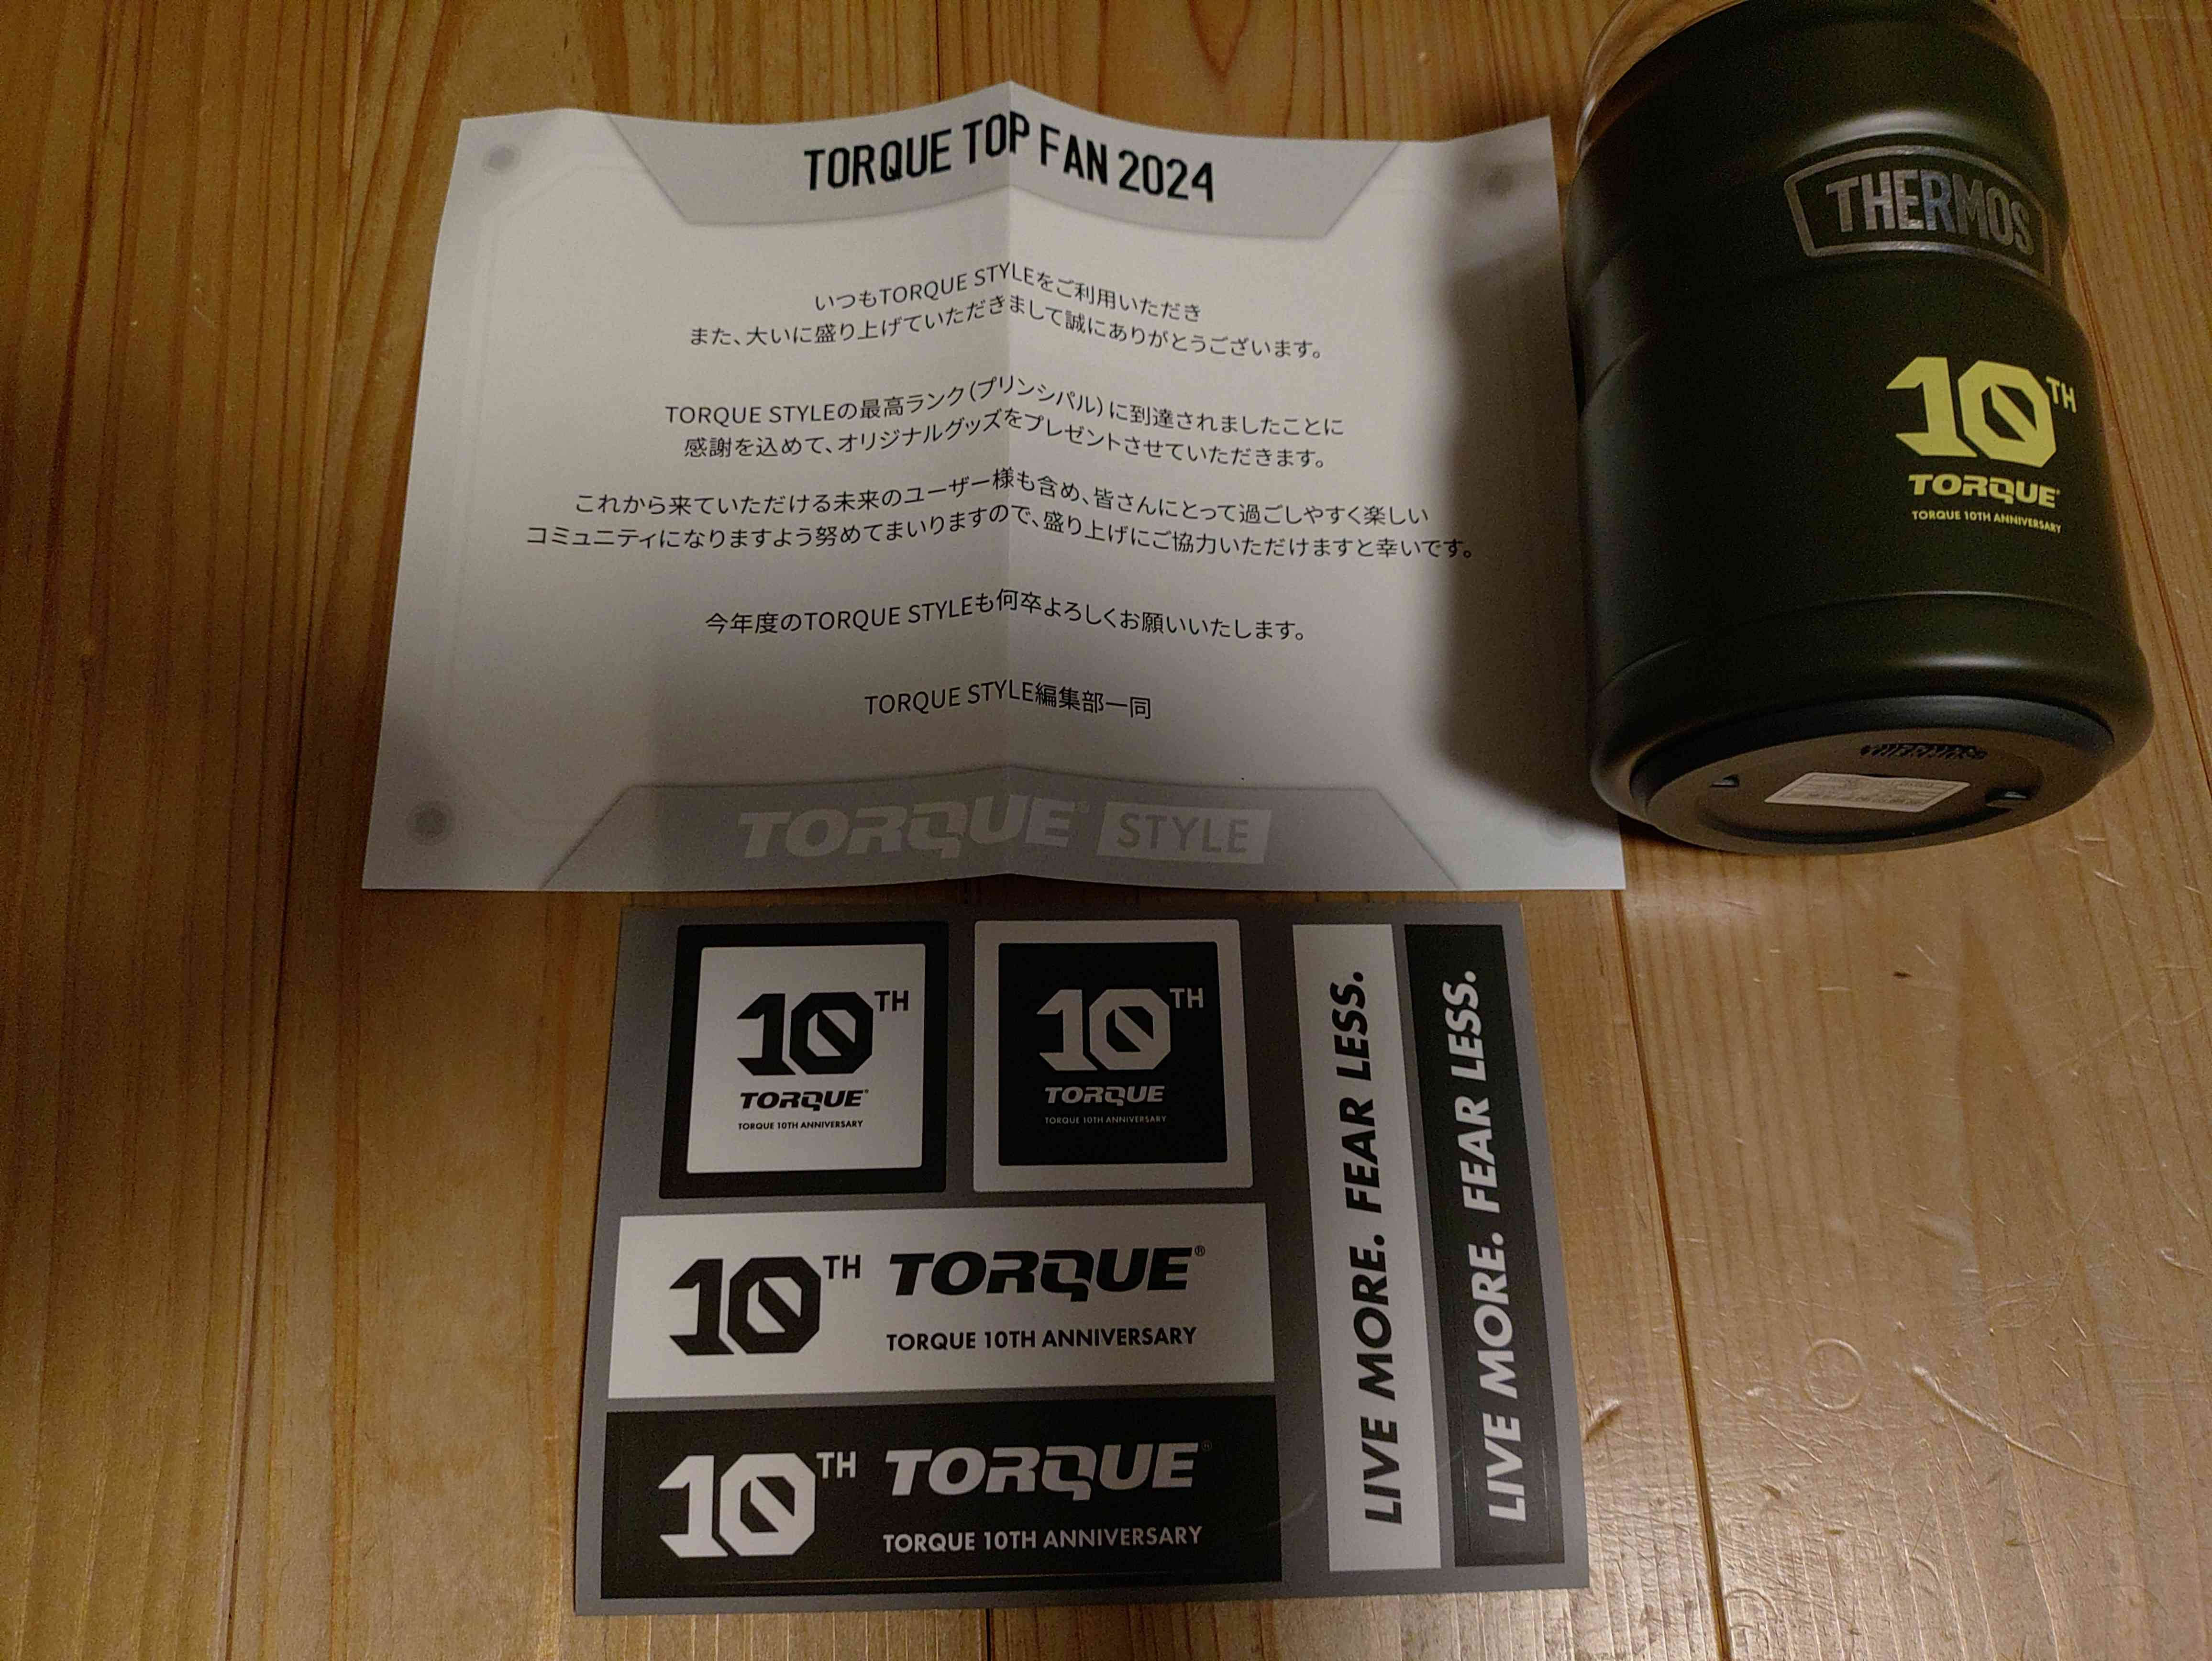 TORQUE TOP FAN 2024
いつもTORQUE STYLEをご利用いただき
また、大いに盛り上げていただきまして誠にありがとうございます。
TORQUE STYLEの最高ランク(プリンシパル)に到達されましたことに
感謝を込めて、オリジナルグッズをプレゼントさせていただきます。
これから来ていただける未来のユーザー様も含め、皆さんにとって過ごしやすく楽しい
コミュニティになりますよう努めてまいりますので、盛り上げにご協力いただけますと幸いです。
今年度のTORQUE STYLEも何卒よろしくお願いいたします。
TORQUE STYLE編集部一同
TORQUE® STYLE
THERMOS
10TH
TORQUE®
TORQUE 10TH ANNIVERSARY
10TH
TORQUE®
TORQUE 10TH ANNIVERSARY
10TH
TORQUE
TORQUE 10TH ANNIVERSARY
10TH TORQUE®
TORQUE 10TH ANNIVERSARY
10TH TORQUE®
TORQUE 10TH ANNIVERSARY
LIVE MORE. FEAR LESS.
LIVE MORE. FEAR LESS.